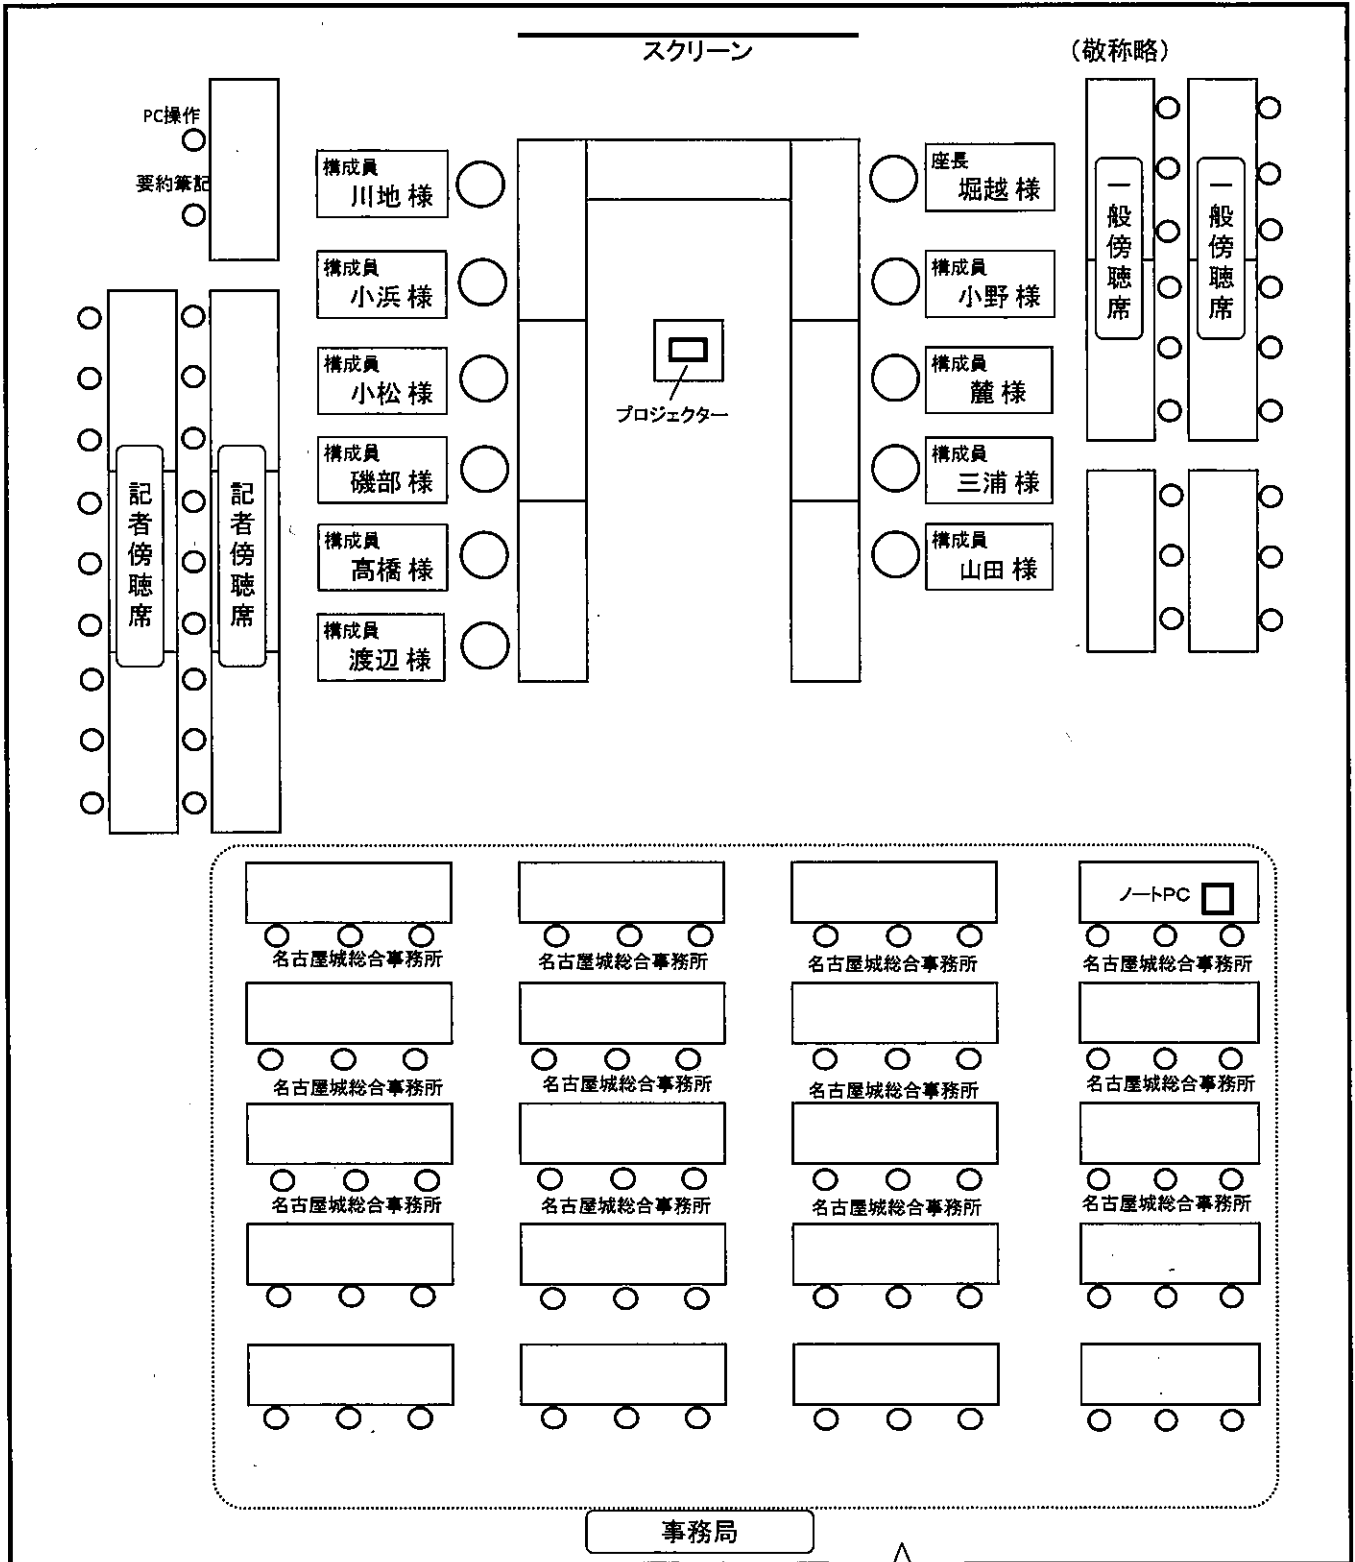 スクリーン
（敬称略）
PC操作
要約筆記
構成員
川地 様
構成員
小浜 様
構成員
小松 様
構成員
磯部 様
構成員
高橋 様
構成員
渡辺 様
プロジェクター
座長
堀越 様
構成員
小野 様
構成員
麓 様
構成員
三浦 様
構成員
山田 様
一般傍聴席
一般傍聴席
記者傍聴席
記者傍聴席
ノートPC
名古屋城総合事務所
名古屋城総合事務所
名古屋城総合事務所
名古屋城総合事務所
名古屋城総合事務所
名古屋城総合事務所
名古屋城総合事務所
名古屋城総合事務所
名古屋城総合事務所
名古屋城総合事務所
名古屋城総合事務所
名古屋城総合事務所
事務局